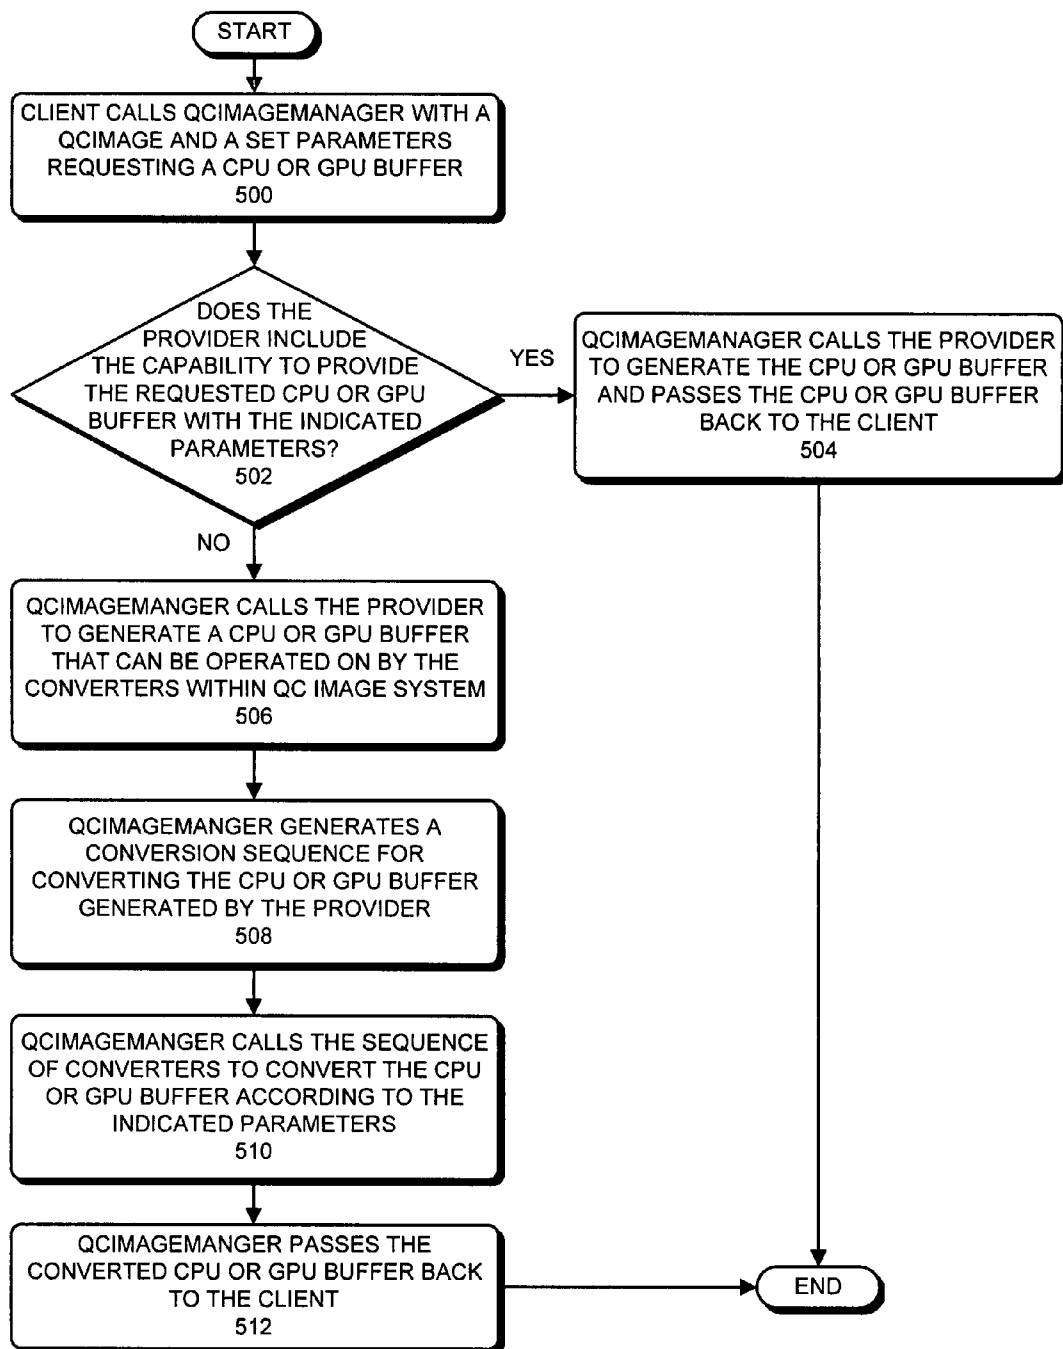 START
CLIENT CALLS QCIMAGEMANAGER WITH A
QCIMAGE AND A SET PARAMETERS
REQUESTING A CPU OR GPU BUFFER
500
DOES THE
PROVIDER INCLUDE
THE CAPABILITY TO PROVIDE
THE REQUESTED CPU OR GPU
BUFFER WITH THE INDICATED
PARAMETERS?
502
YES
QCIMAGEMANAGER CALLS THE PROVIDER
TO GENERATE THE CPU OR GPU BUFFER
AND PASSES THE CPU OR GPU BUFFER
BACK TO THE CLIENT
504
NO
QCIMAGEMANGER CALLS THE PROVIDER
TO GENERATE A CPU OR GPU BUFFER
THAT CAN BE OPERATED ON BY THE
CONVERTERS WITHIN QC IMAGE SYSTEM
506
QCIMAGEMANGER GENERATES A
CONVERSION SEQUENCE FOR
CONVERTING THE CPU OR GPU BUFFER
GENERATED BY THE PROVIDER
508
QCIMAGEMANGER CALLS THE SEQUENCE
OF CONVERTERS TO CONVERT THE CPU
OR GPU BUFFER ACCORDING TO THE
INDICATED PARAMETERS
510
QCIMAGEMANGER PASSES THE
CONVERTED CPU OR GPU BUFFER BACK
TO THE CLIENT
512
END